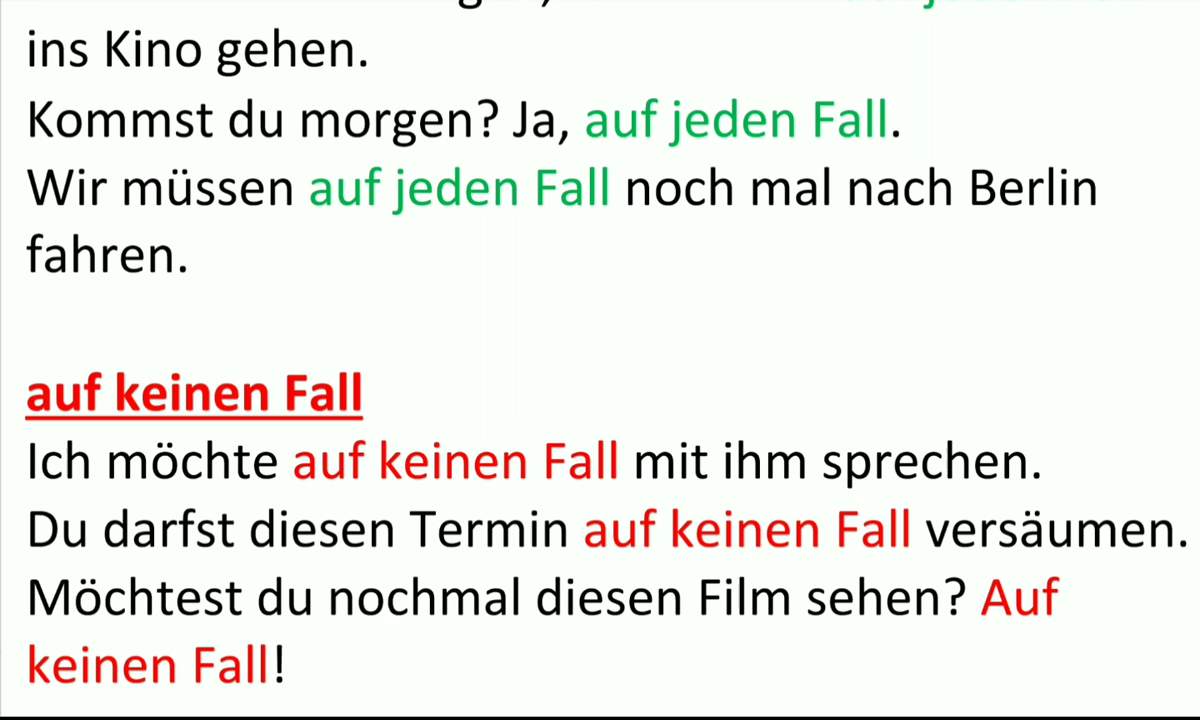 ins Kino gehen.
Kommst du morgen? Ja, auf jeden Fall.
Wir müssen auf jeden Fall noch mal nach Berlin
fahren.
auf keinen Fall
Ich möchte auf keinen Fall mit ihm sprechen.
Du darfst diesen Termin auf keinen Fall versäumen.
Möchtest du nochmal diesen Film sehen? Auf
keinen Fall!